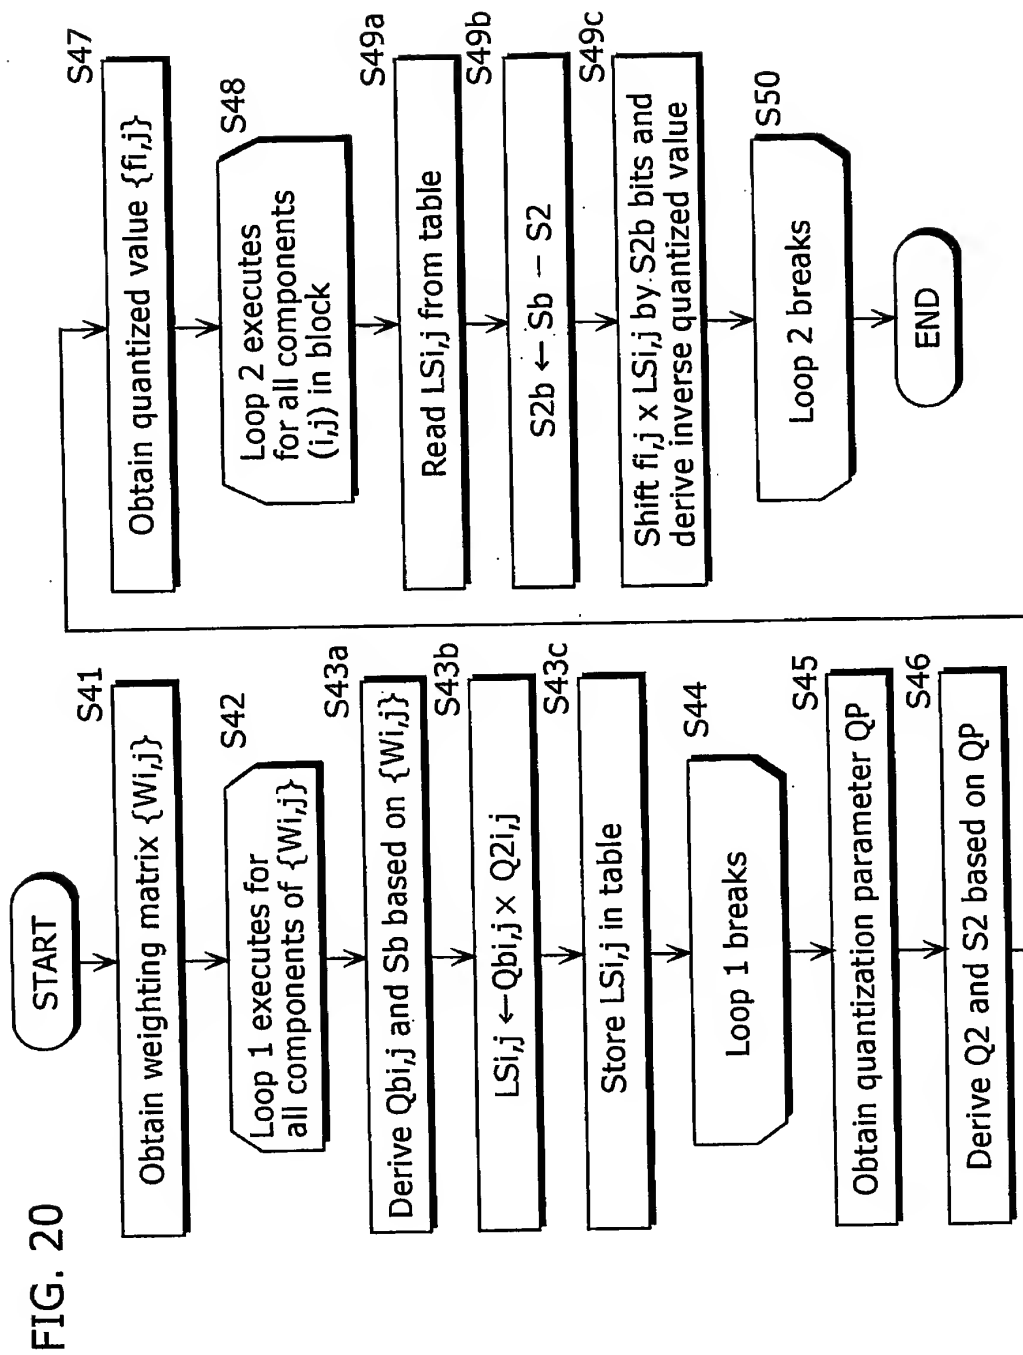 FIG. 20
START
S41
Obtain weighting matrix {Wi,j}
S42
Loop 1 executes for
all components of {Wi,j}
S43a
Derive Qbi,j and Sb based on {Wi,j}
S43b
LSi,j ← Qbi,j x Q2i,j
S43c
Store LSi,j in table
S44
Loop 1 breaks
S45
Obtain quantization parameter QP
S46
Derive Q2 and S2 based on QP
S47
Obtain quantized value {fi,j}
S48
Loop 2 executes
for all components
(i,j) in block
S49a
Read LSi,j from table
S49b
S2b ← Sb − S2
S49c
Shift fi,j x LSi,j by S2b bits and
derive inverse quantized value
S50
Loop 2 breaks
END